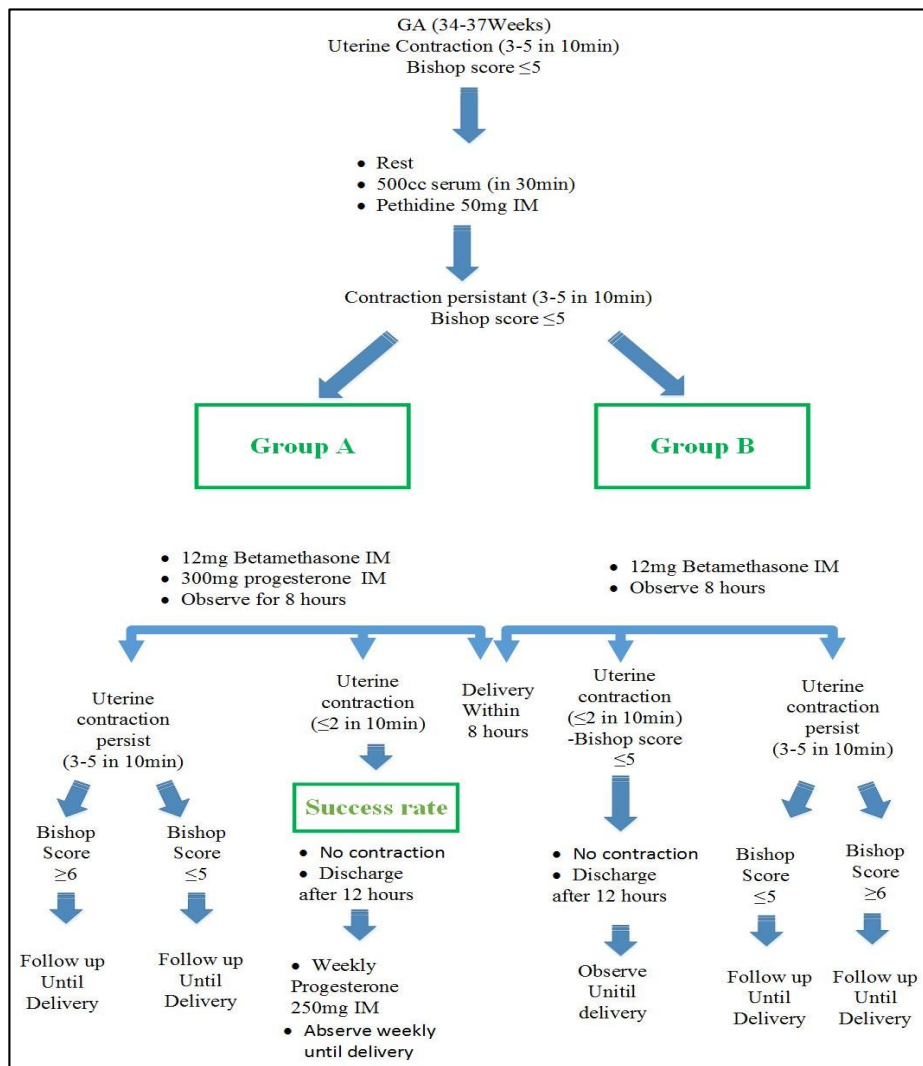 GA (34-37Weeks)
Uterine Contraction (3-5 in 10min)
Bishop score ≤5
• Rest
• 500cc serum (in 30min)
• Pethidine 50mg IM
Contraction persistant (3-5 in 10min)
Bishop score ≤5
Group A
Group B
• 12mg Betamethasone IM
• 300mg progesterone IM
• Observe for 8 hours
• 12mg Betamethasone IM
• Observe 8 hours
Uterine
contraction
persist
(3-5 in 10min)
Uterine
contraction
(≤2 in 10min)
Delivery
Within
8 hours
Uterine
contraction
(≤2 in 10min)
-Bishop score
≤5
Uterine
contraction
persist
(3-5 in 10min)
Bishop
Score
≥6
Bishop
Score
≤5
Success rate
• No contraction
• Discharge
after 12 hours
• No contraction
• Discharge
after 12 hours
Bishop
Score
≤5
Bishop
Score
≥6
Follow up
Until
Delivery
Follow up
Until
Delivery
• Weekly
Progesterone
250mg IM
• Abserve weekly
until delivery
Observe
Unitil
delivery
Follow up
Until
Delivery
Follow up
Until
Delivery